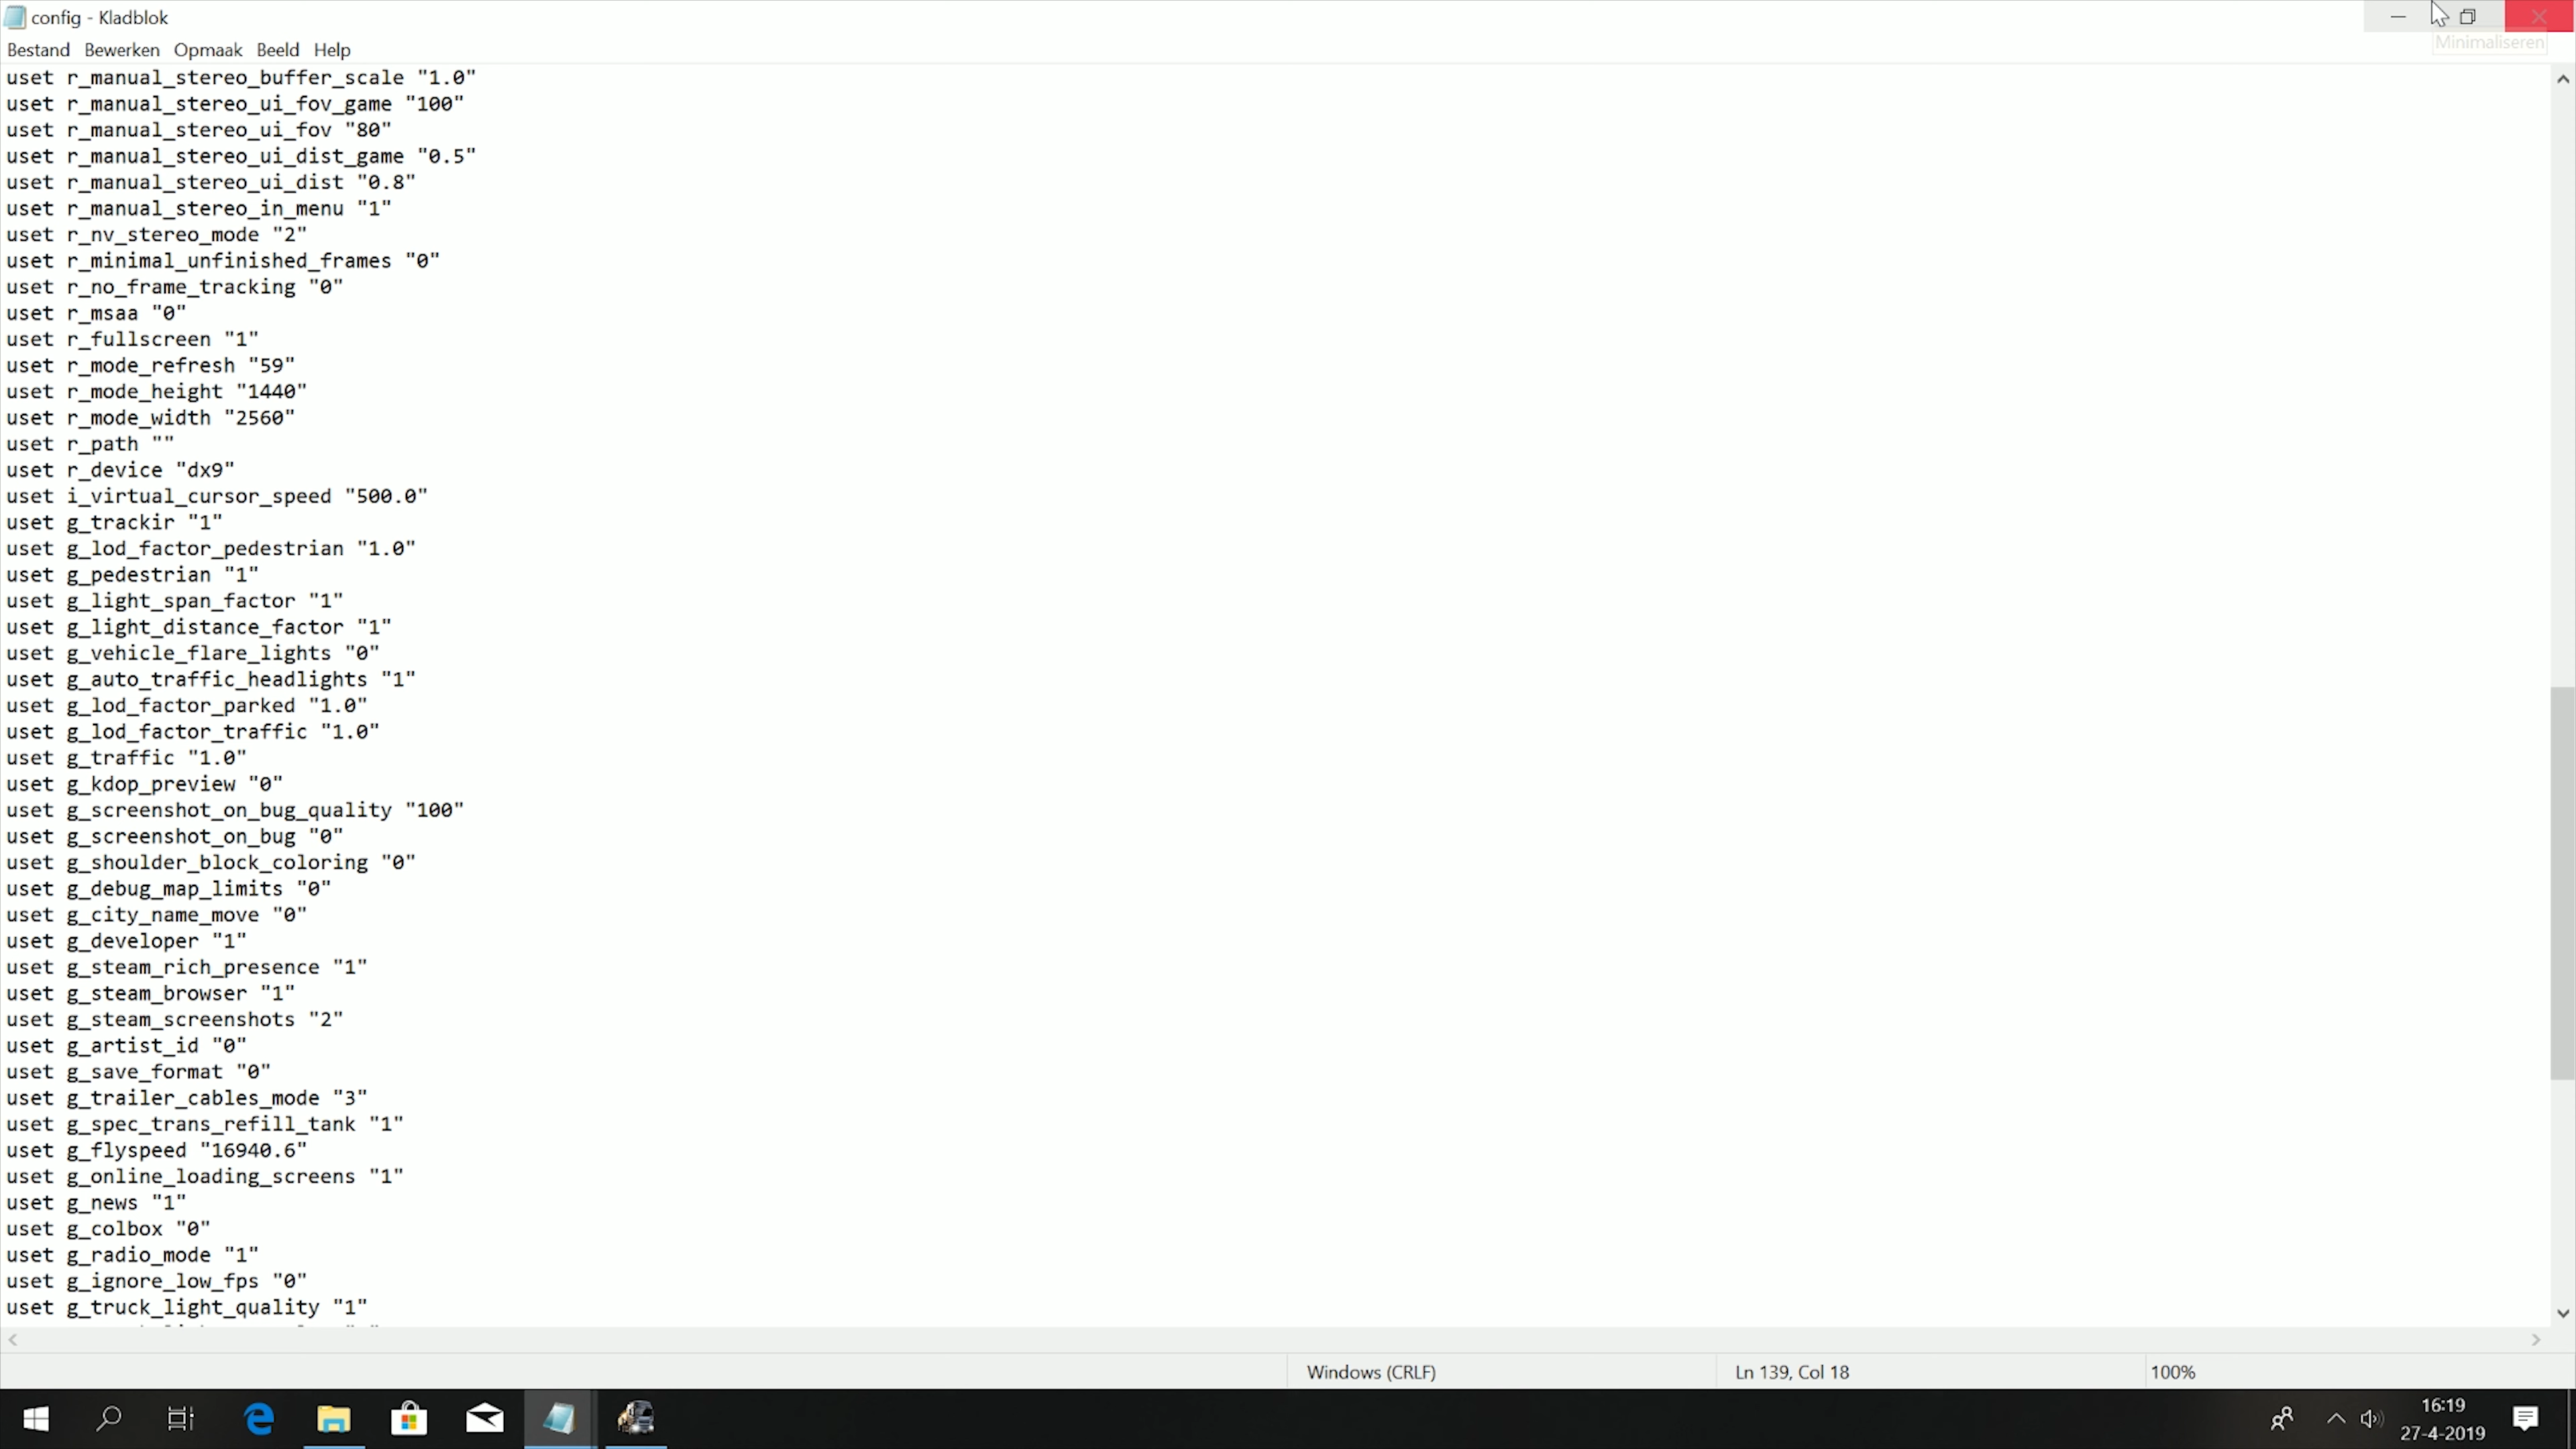 config - Kladblok
Minimaliseren
Bestand Bewerken Opmaak Beeld Help
uset r_manual_stereo_buffer_scale "1.0"
uset r_manual_stereo_ui_fov_game "100"
uset r_manual_stereo_ui_fov "80"
uset r_manual_stereo_ui_dist_game "0.5"
uset r_manual_stereo_ui_dist "0.8"
uset r_manual_stereo_in_menu "1"
uset r_nv_stereo_mode "2"
uset r_minimal_unfinished_frames "0"
uset r_no_frame_tracking "0"
uset r_msaa "0"
uset r_fullscreen "1"
uset r_mode_refresh "59"
uset r_mode_height "1440"
uset r_mode_width "2560"
uset r_path ""
uset r_device "dx9"
uset i_virtual_cursor_speed "500.0"
uset g_trackir "1"
uset g_lod_factor_pedestrian "1.0"
uset g_pedestrian "1"
uset g_light_span_factor "1"
uset g_light_distance_factor "1"
uset g_vehicle_flare_lights "0"
uset g_auto_traffic_headlights "1"
uset g_lod_factor_parked "1.0"
uset g_lod_factor_traffic "1.0"
uset g_traffic "1.0"
uset g_kdop_preview "0"
uset g_screenshot_on_bug_quality "100"
uset g_screenshot_on_bug "0"
uset g_shoulder_block_coloring "0"
uset g_debug_map_limits "0"
uset g_city_name_move "0"
uset g_developer "1"
uset g_steam_rich_presence "1"
uset g_steam_browser "1"
uset g_steam_screenshots "2"
uset g_artist_id "0"
uset g_save_format "0"
uset g_trailer_cables_mode "3"
uset g_spec_trans_refill_tank "1"
uset g_flyspeed "16940.6"
uset g_online_loading_screens "1"
uset g_news "1"
uset g_colbox "0"
uset g_radio_mode "1"
uset g_ignore_low_fps "0"
uset g_truck_light_quality "1"
Windows (CRLF) Ln 139, Col 18 100%
16:19
27-4-2019